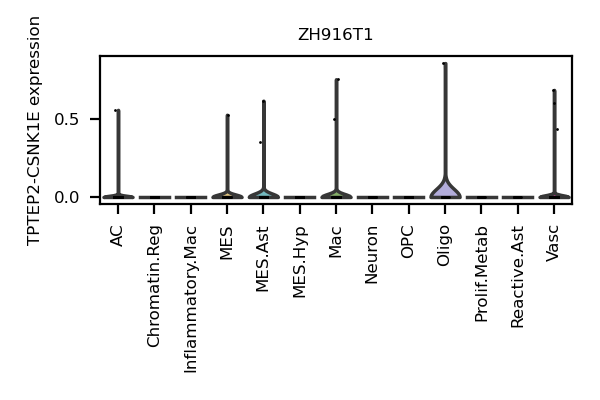 ZH916T1
TPTEP2-CSNK1E expression
0.5
0.0
AC
Chromatin.Reg
Inflammatory.Mac
MES
MES.Ast
MES.Hyp
Mac
Neuron
OPC
Oligo
Prolif.Metab
Reactive.Ast
Vasc